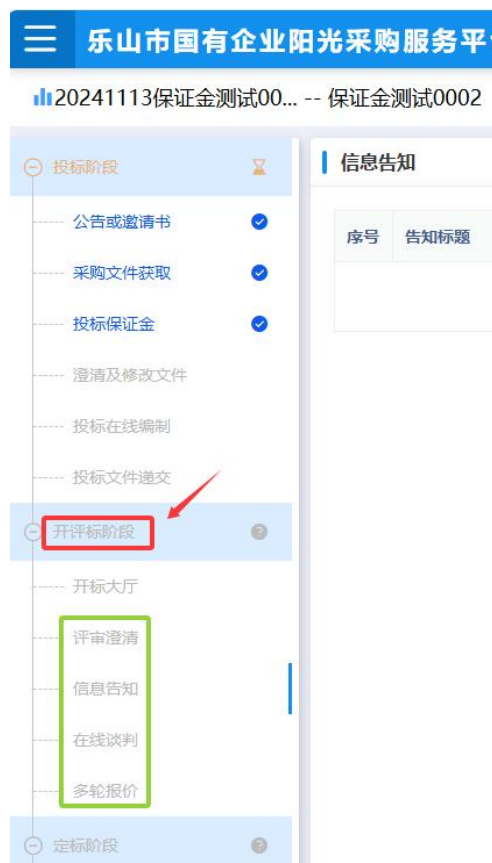 乐山市国有企业阳光采购服务平
20241113保证金测试00... -- 保证金测试0002
投标阶段
信息告知
公告或邀请书
序号 告知标题
采购文件获取
投标保证金
澄清及修改文件
投标在线编制
投标文件递交
开评标阶段
开标大厅
评审澄清
信息告知
在线谈判
多轮报价
定标阶段